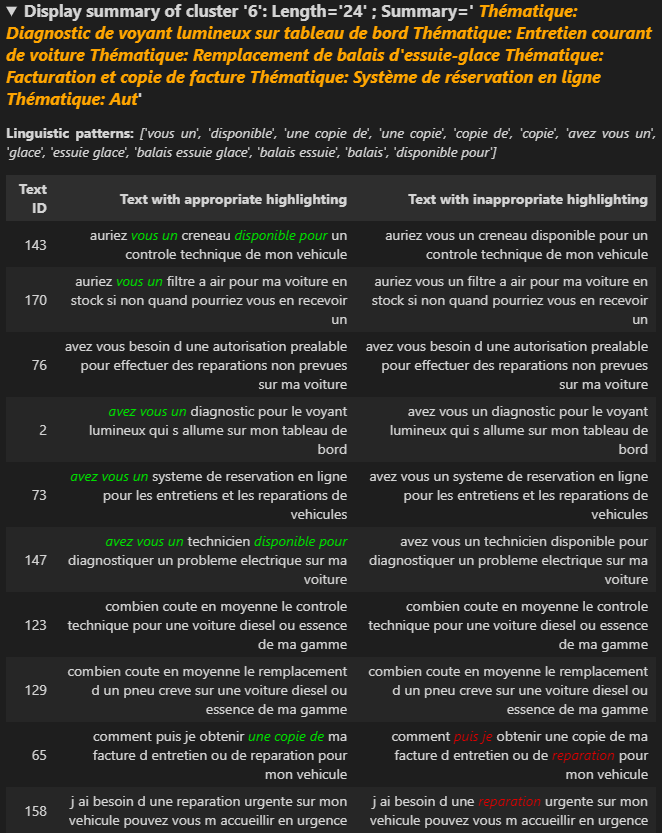 ▼ Display summary of cluster '6': Length='24' ; Summary=' Thématique:
Diagnostic de voyant lumineux sur tableau de bord Thématique: Entretien courant
de voiture Thématique: Remplacement de balais d'essuie-glace Thématique:
Facturation et copie de facture Thématique: Système de réservation en ligne
Thématique: Aut'
Linguistic patterns: ['vous un', 'disponible', 'une copie de', 'une copie', 'copie de', 'copie', 'avez vous un',
'glace', 'essuie glace', 'balais essuie glace', 'balais essuie', 'balais', 'disponible pour']
Text ID Text with appropriate highlighting Text with inappropriate highlighting
143 auriez vous un creneau disponible pour un auriez vous un creneau disponible pour un
controle technique de mon vehicule controle technique de mon vehicule
170 auriez vous un filtre a air pour ma voiture en auriez vous un filtre a air pour ma voiture en
stock si non quand pourriez vous en recevoir stock si non quand pourriez vous en recevoir
un un
76 avez vous besoin d une autorisation prealable avez vous besoin d une autorisation prealable
pour effectuer des reparations non prevues pour effectuer des reparations non prevues
sur ma voiture sur ma voiture
2 avez vous un diagnostic pour le voyant avez vous un diagnostic pour le voyant
lumineux qui s allume sur mon tableau de lumineux qui s allume sur mon tableau de
bord bord
73 avez vous un systeme de reservation en ligne avez vous un systeme de reservation en ligne
pour les entretiens et les reparations de pour les entretiens et les reparations de
vehicules vehicules
147 avez vous un technicien disponible pour avez vous un technicien disponible pour
diagnostiquer un probleme electrique sur ma diagnostiquer un probleme electrique sur ma
voiture voiture
123 combien coute en moyenne le controle combien coute en moyenne le controle
technique pour une voiture diesel ou essence technique pour une voiture diesel ou essence
de ma gamme de ma gamme
129 combien coute en moyenne le remplacement combien coute en moyenne le remplacement
d un pneu creve sur une voiture diesel ou d un pneu creve sur une voiture diesel ou
essence de ma gamme essence de ma gamme
65 comment puis je obtenir une copie de ma comment puis je obtenir une copie de ma
facture d entretien ou de reparation pour facture d entretien ou de reparation pour
mon vehicule mon vehicule
158 j ai besoin d une reparation urgente sur mon j ai besoin d une reparation urgente sur mon
vehicule pouvez vous m accueillir en urgence vehicule pouvez vous m accueillir en urgence